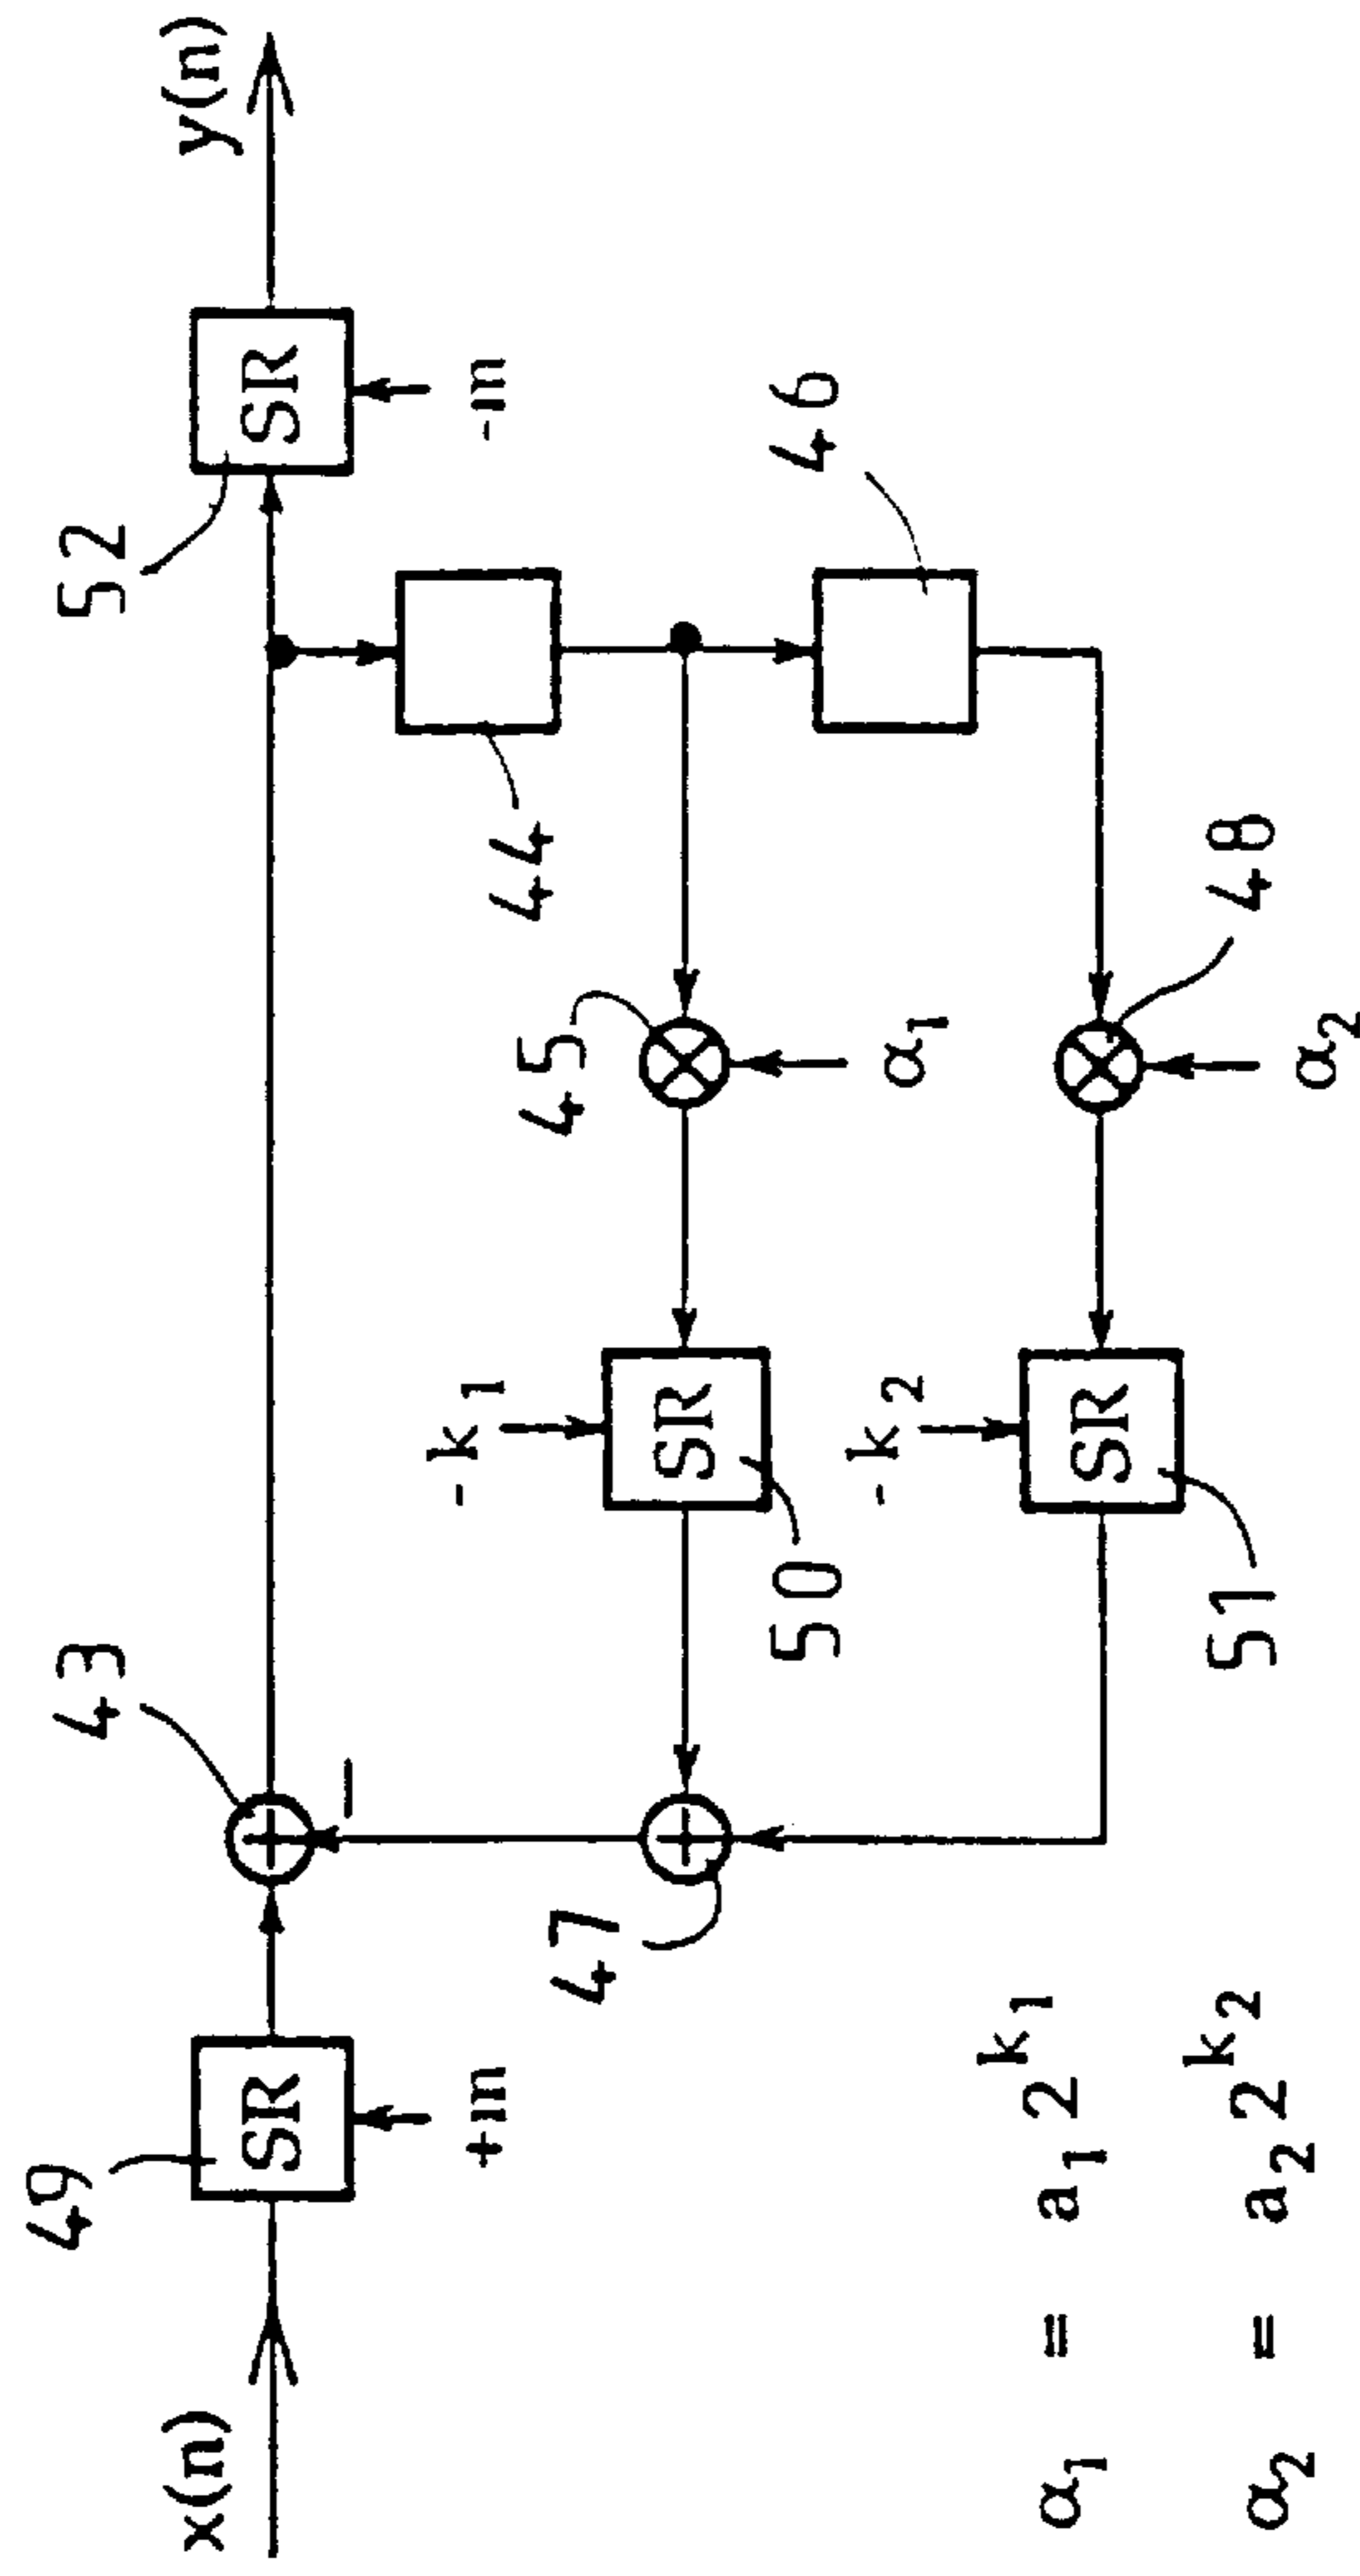 x(n)
49
SR
+m
43
52
SR
-m
y(n)
47
50
SR
-k1
45
α1
44
46
51
SR
-k2
48
α2
−
α1 = a1 2^k1
α2 = a2 2^k2